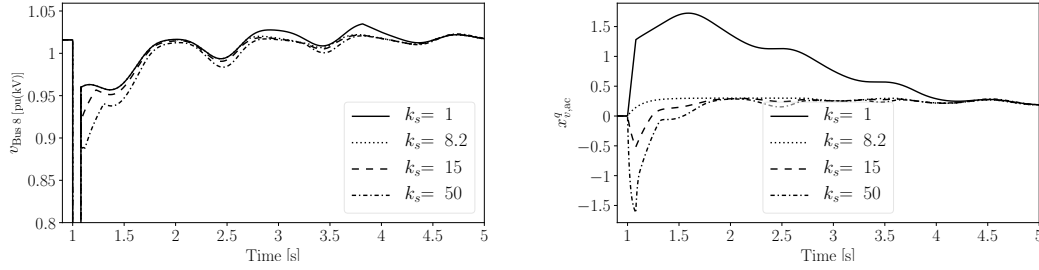 1.05
1
0.95
0.9
0.85
0.8
v_Bus 8 [pu(kV)]
1
1.5
2
2.5
3
3.5
4
4.5
5
Time [s]
k_s= 1
k_s= 8.2
k_s= 15
k_s= 50
1.5
1
0.5
0
−0.5
−1
−1.5
x^q_v,ac
1
1.5
2
2.5
3
3.5
4
4.5
5
Time [s]
k_s= 1
k_s= 8.2
k_s= 15
k_s= 50